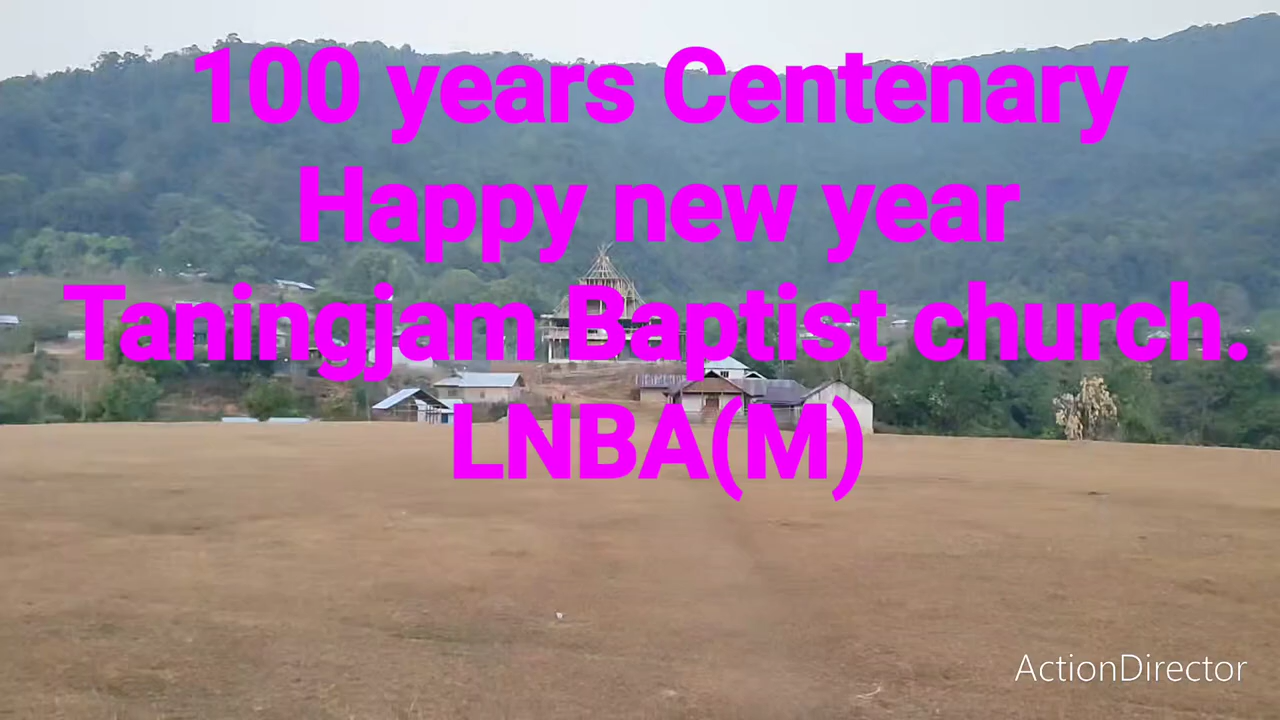 100 years Centenary
Happy new year
Taningjam Baptist church.
LNBA(M)
ActionDirector